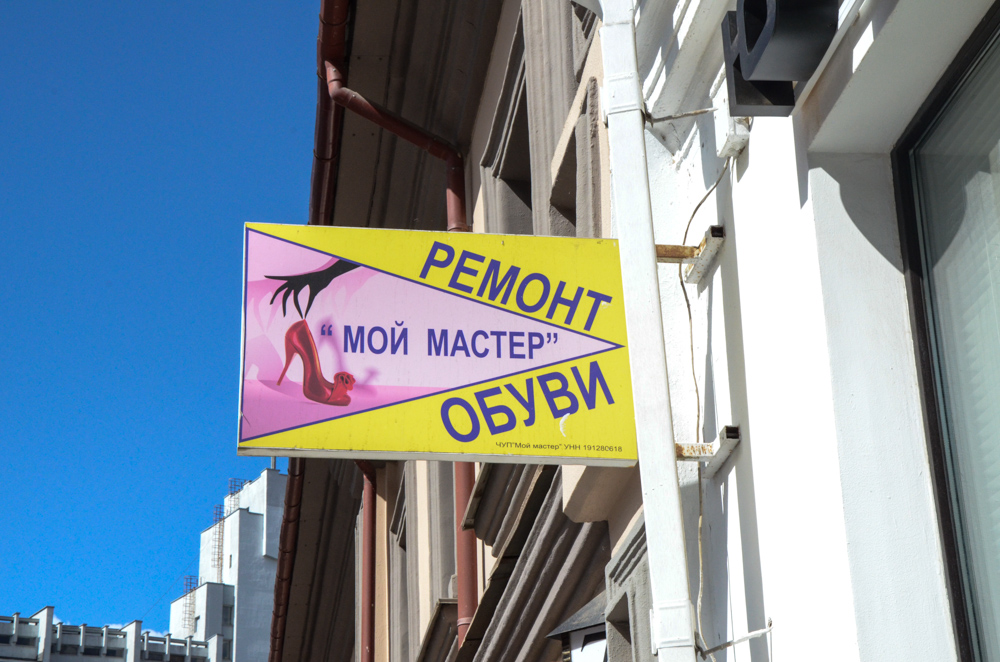 РЕМОНТ
“МОЙ МАСТЕР”
ОБУВИ
ЧУП"Мой мастер" УНН 191280618